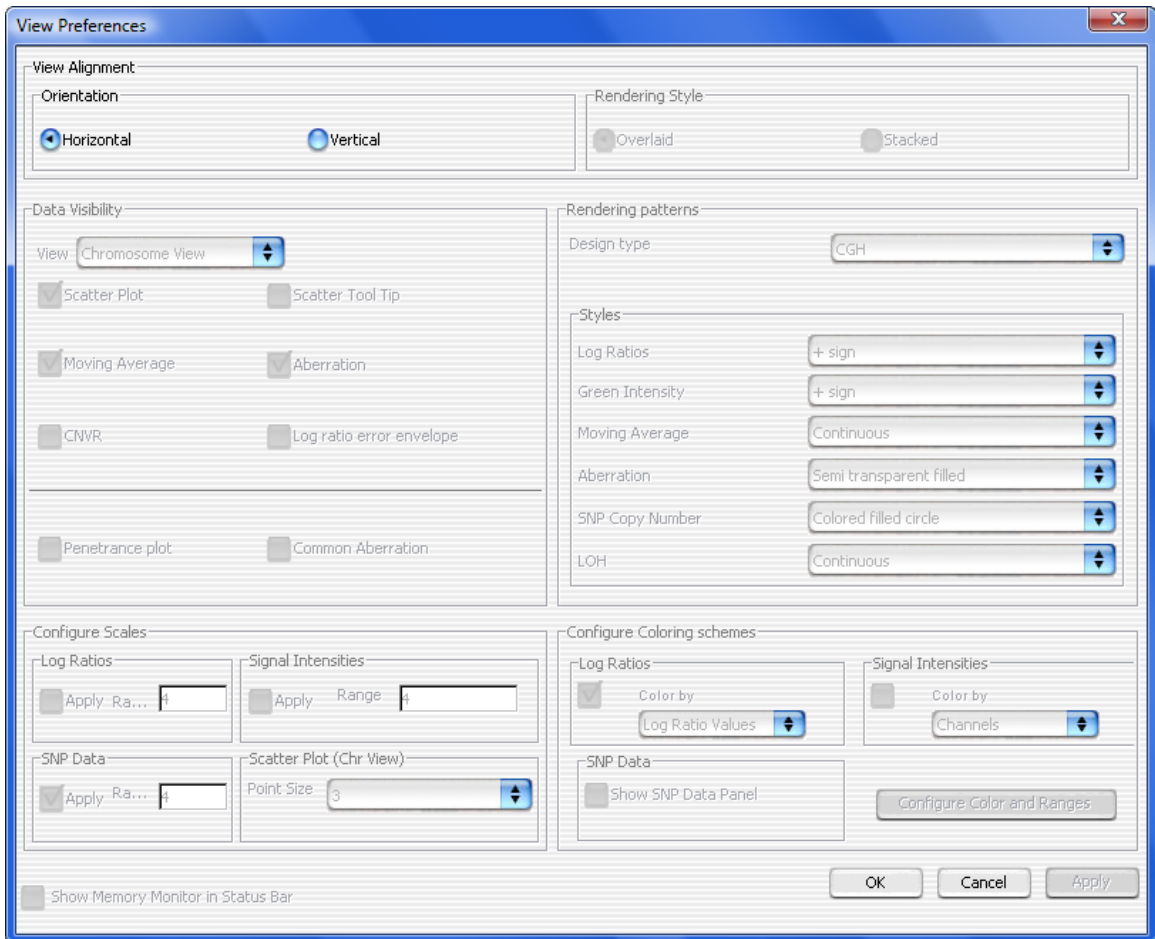 View Preferences
View Alignment
Orientation
Horizontal
Vertical
Rendering Style
Overlaid
Stacked
Data Visibility
View Chromosome View
Scatter Plot
Scatter Tool Tip
Moving Average
Aberration
CNVR
Log ratio error envelope
Penetrance plot
Common Aberration
Rendering patterns
Design type CGH
Styles
Log Ratios + sign
Green Intensity + sign
Moving Average Continuous
Aberration Semi transparent filled
SNP Copy Number Colored filled circle
LOH Continuous
Configure Scales
Log Ratios
Apply Ra... 4
Signal Intensities
Apply Range 4
SNP Data
Apply Ra... 4
Scatter Plot (Chr View)
Point Size 3
Configure Coloring schemes
Log Ratios
Color by
Log Ratio Values
Signal Intensities
Color by
Channels
SNP Data
Show SNP Data Panel
Configure Color and Ranges
Show Memory Monitor in Status Bar
OK
Cancel
Apply